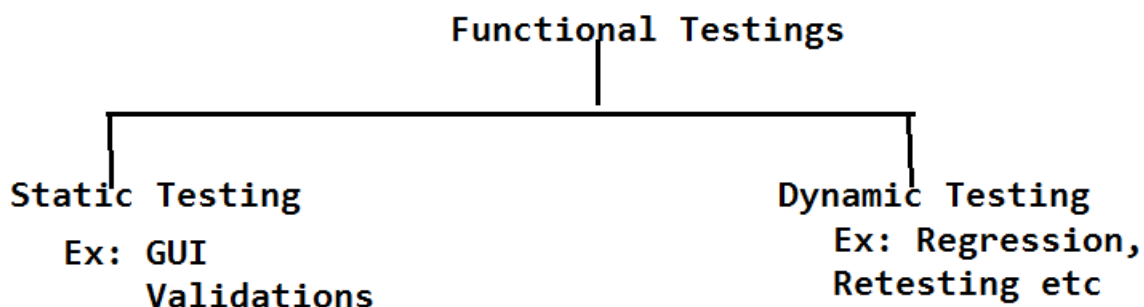 Functional Testings
Static Testing
Ex: GUI
Validations
Dynamic Testing
Ex: Regression,
Retesting etc